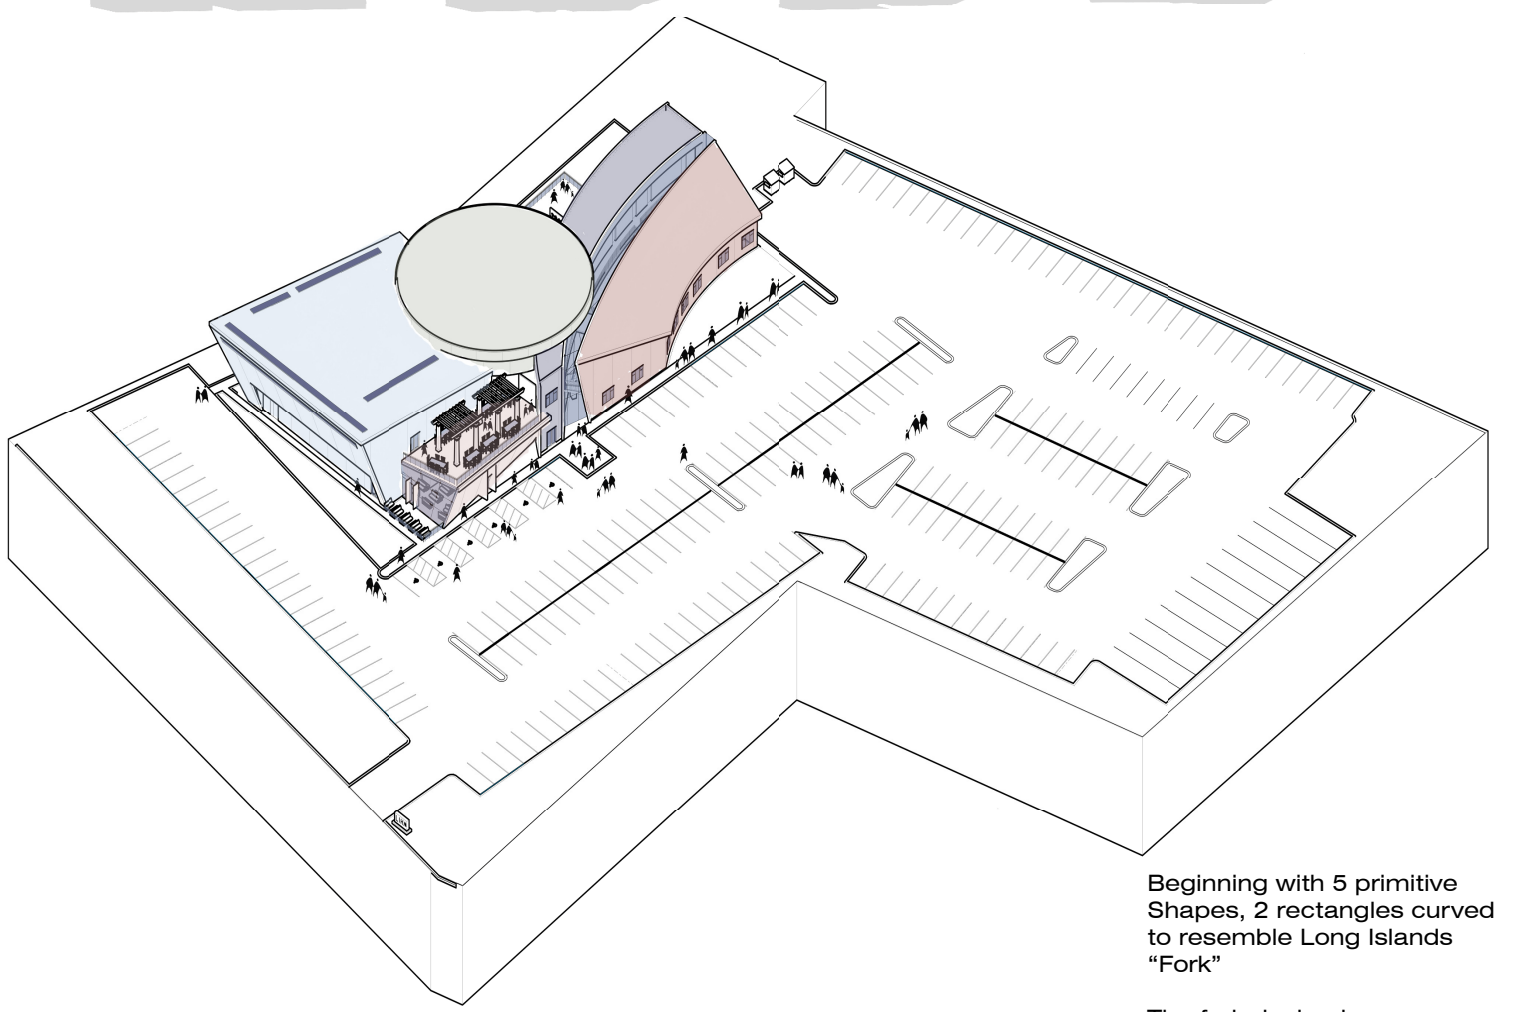 Beginning with 5 primitive
Shapes, 2 rectangles curved
to resemble Long Islands
“Fork”